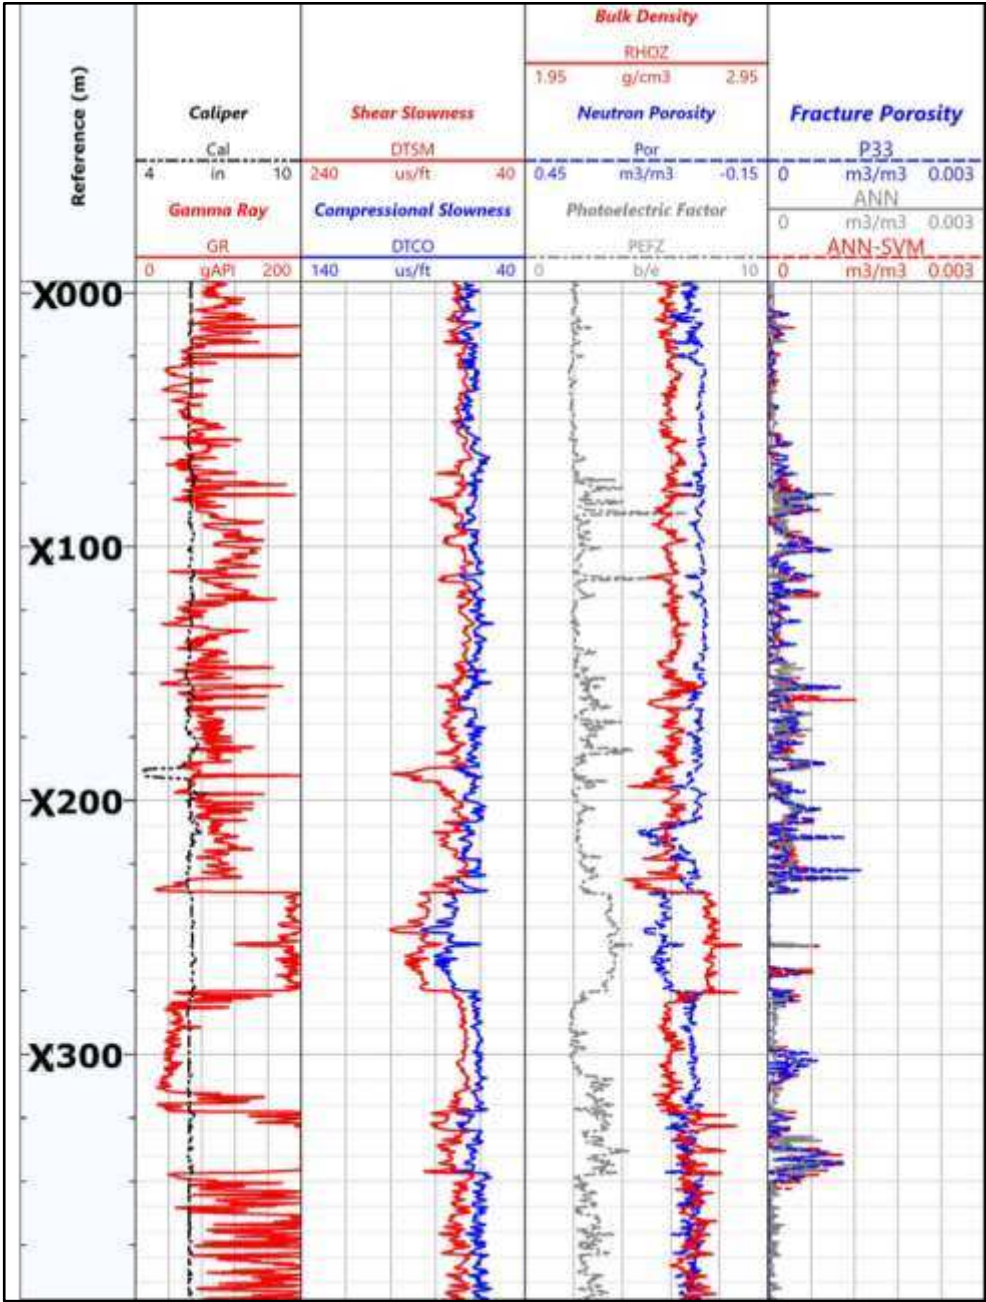 Reference (m)
Caliper
Cal
4 in 10
Gamma Ray
GR
0 gAPI 200
Shear Slowness
DTSM
240 us/ft 40
Compressional Slowness
DTCO
140 us/ft 40
Bulk Density
RHOZ
1.95 g/cm3 2.95
Neutron Porosity
Por
0.45 m3/m3 -0.15
Photoelectric Factor
PEFZ
0 b/e 10
Fracture Porosity
P33
0 m3/m3 0.003
ANN
0 m3/m3 0.003
ANN-SVM
0 m3/m3 0.003
X000
X100
X200
X300